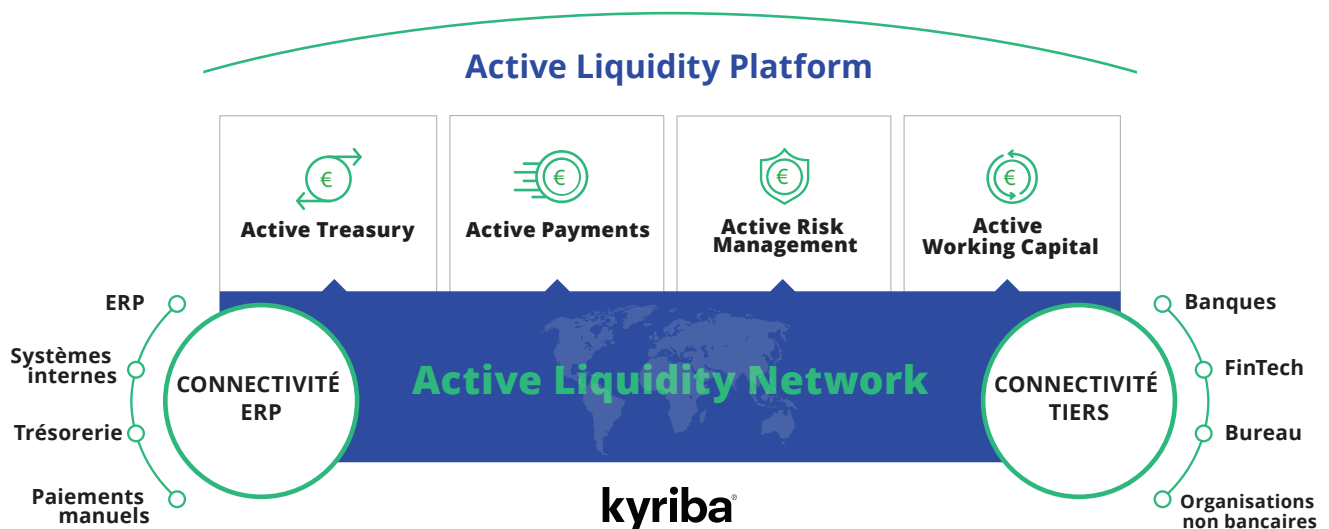 Active Liquidity Platform
€
€
€
€
Active Treasury
Active Payments
Active Risk
Management
Active
Working Capital
ERP
Systèmes
internes
Trésorerie
Paiements
manuels
CONNECTIVITÉ
ERP
Active Liquidity Network
CONNECTIVITÉ
TIERS
Banques
FinTech
Bureau
Organisations
non bancaires
kyriba®